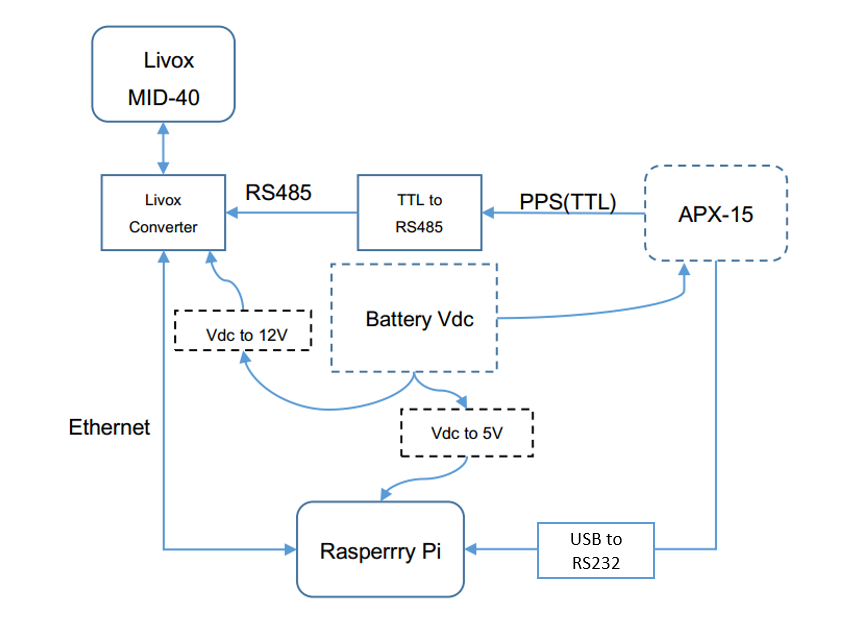 Livox
MID-40
RS485
PPS(TTL)
Livox
Converter
TTL to
RS485
APX-15
Battery Vdc
Vdc to 12V
Ethernet
Vdc to 5V
Rasperrry Pi
USB to
RS232